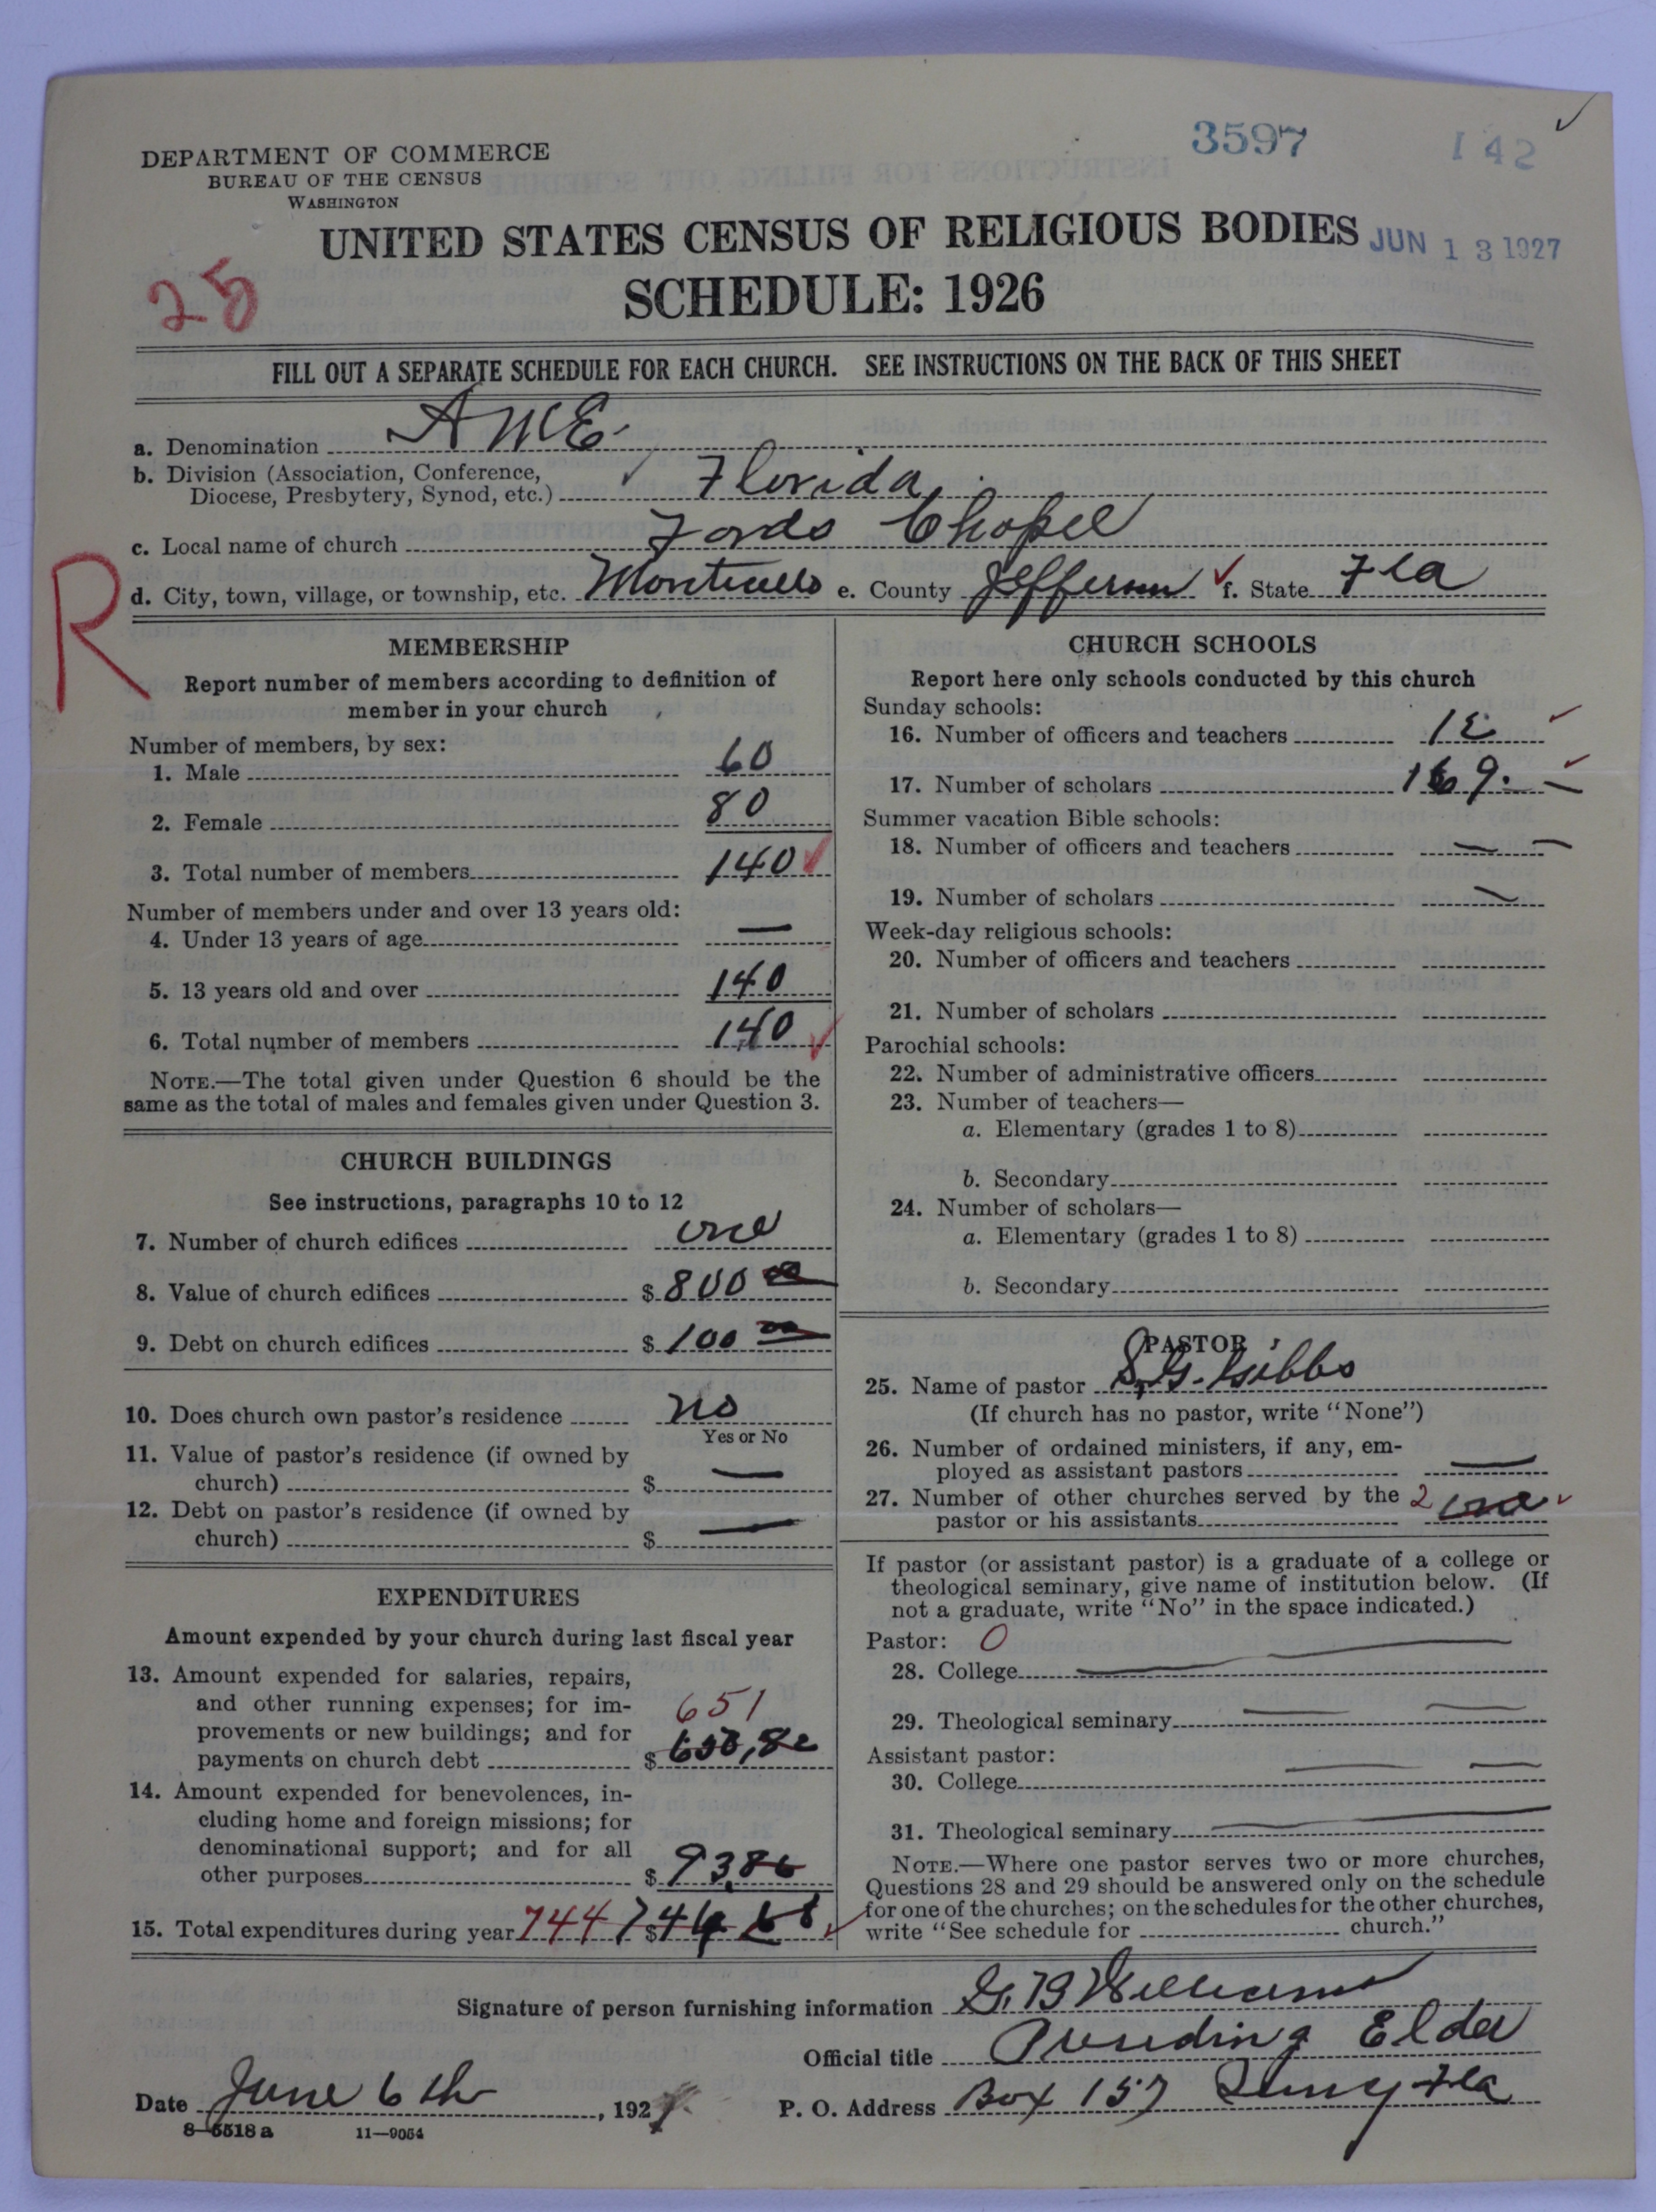 3597
142
DEPARTMENT OF COMMERCE
BUREAU OF THE CENSUS
WASHINGTON
UNITED STATES CENSUS OF RELIGIOUS BODIES
JUN 13 1927
SCHEDULE: 1926
25
FILL OUT A SEPARATE SCHEDULE FOR EACH CHURCH. SEE INSTRUCTIONS ON THE BACK OF THIS SHEET
a. Denomination A M E
b. Division (Association, Conference,
Diocese, Presbytery, Synod, etc.) Florida
c. Local name of church Fords Chapel
R
d. City, town, village, or township, etc. Monticello e. County Jefferson f. State Fla
MEMBERSHIP
Report number of members according to definition of
member in your church
Number of members, by sex:
1. Male 60
2. Female 80
3. Total number of members 140
Number of members under and over 13 years old:
4. Under 13 years of age —
5. 13 years old and over 140
6. Total number of members 140
NOTE.—The total given under Question 6 should be the
same as the total of males and females given under Question 3.
CHURCH BUILDINGS
See instructions, paragraphs 10 to 12
7. Number of church edifices one
8. Value of church edifices $ 800 00
9. Debt on church edifices $ 100 00
10. Does church own pastor's residence no
Yes or No
11. Value of pastor's residence (if owned by
church) $ —
12. Debt on pastor's residence (if owned by
church) $ —
EXPENDITURES
Amount expended by your church during last fiscal year
13. Amount expended for salaries, repairs,
and other running expenses; for im-
provements or new buildings; and for
651
payments on church debt $
14. Amount expended for benevolences, in-
cluding home and foreign missions; for
denominational support; and for all
other purposes $ 93.86
15. Total expenditures during year 744 $
CHURCH SCHOOLS
Report here only schools conducted by this church
Sunday schools:
16. Number of officers and teachers
17. Number of scholars 169.
Summer vacation Bible schools:
18. Number of officers and teachers —
19. Number of scholars —
Week-day religious schools:
20. Number of officers and teachers
21. Number of scholars
Parochial schools:
22. Number of administrative officers
23. Number of teachers—
a. Elementary (grades 1 to 8)
b. Secondary
24. Number of scholars—
a. Elementary (grades 1 to 8)
b. Secondary
PASTOR
25. Name of pastor S. G. Gibbs
(If church has no pastor, write "None")
26. Number of ordained ministers, if any, em-
ployed as assistant pastors —
27. Number of other churches served by the 2
pastor or his assistants one
If pastor (or assistant pastor) is a graduate of a college or
theological seminary, give name of institution below. (If
not a graduate, write "No" in the space indicated.)
Pastor: 0
28. College —
29. Theological seminary — —
Assistant pastor:
30. College — —
31. Theological seminary —
NOTE.—Where one pastor serves two or more churches,
Questions 28 and 29 should be answered only on the schedule
for one of the churches; on the schedules for the other churches,
write "See schedule for church."
Signature of person furnishing information G. B Williams
Official title Presiding Elder
Date June 6th, 1927
P. O. Address Box 157 Quincy Fla
8—5518a 11—9054